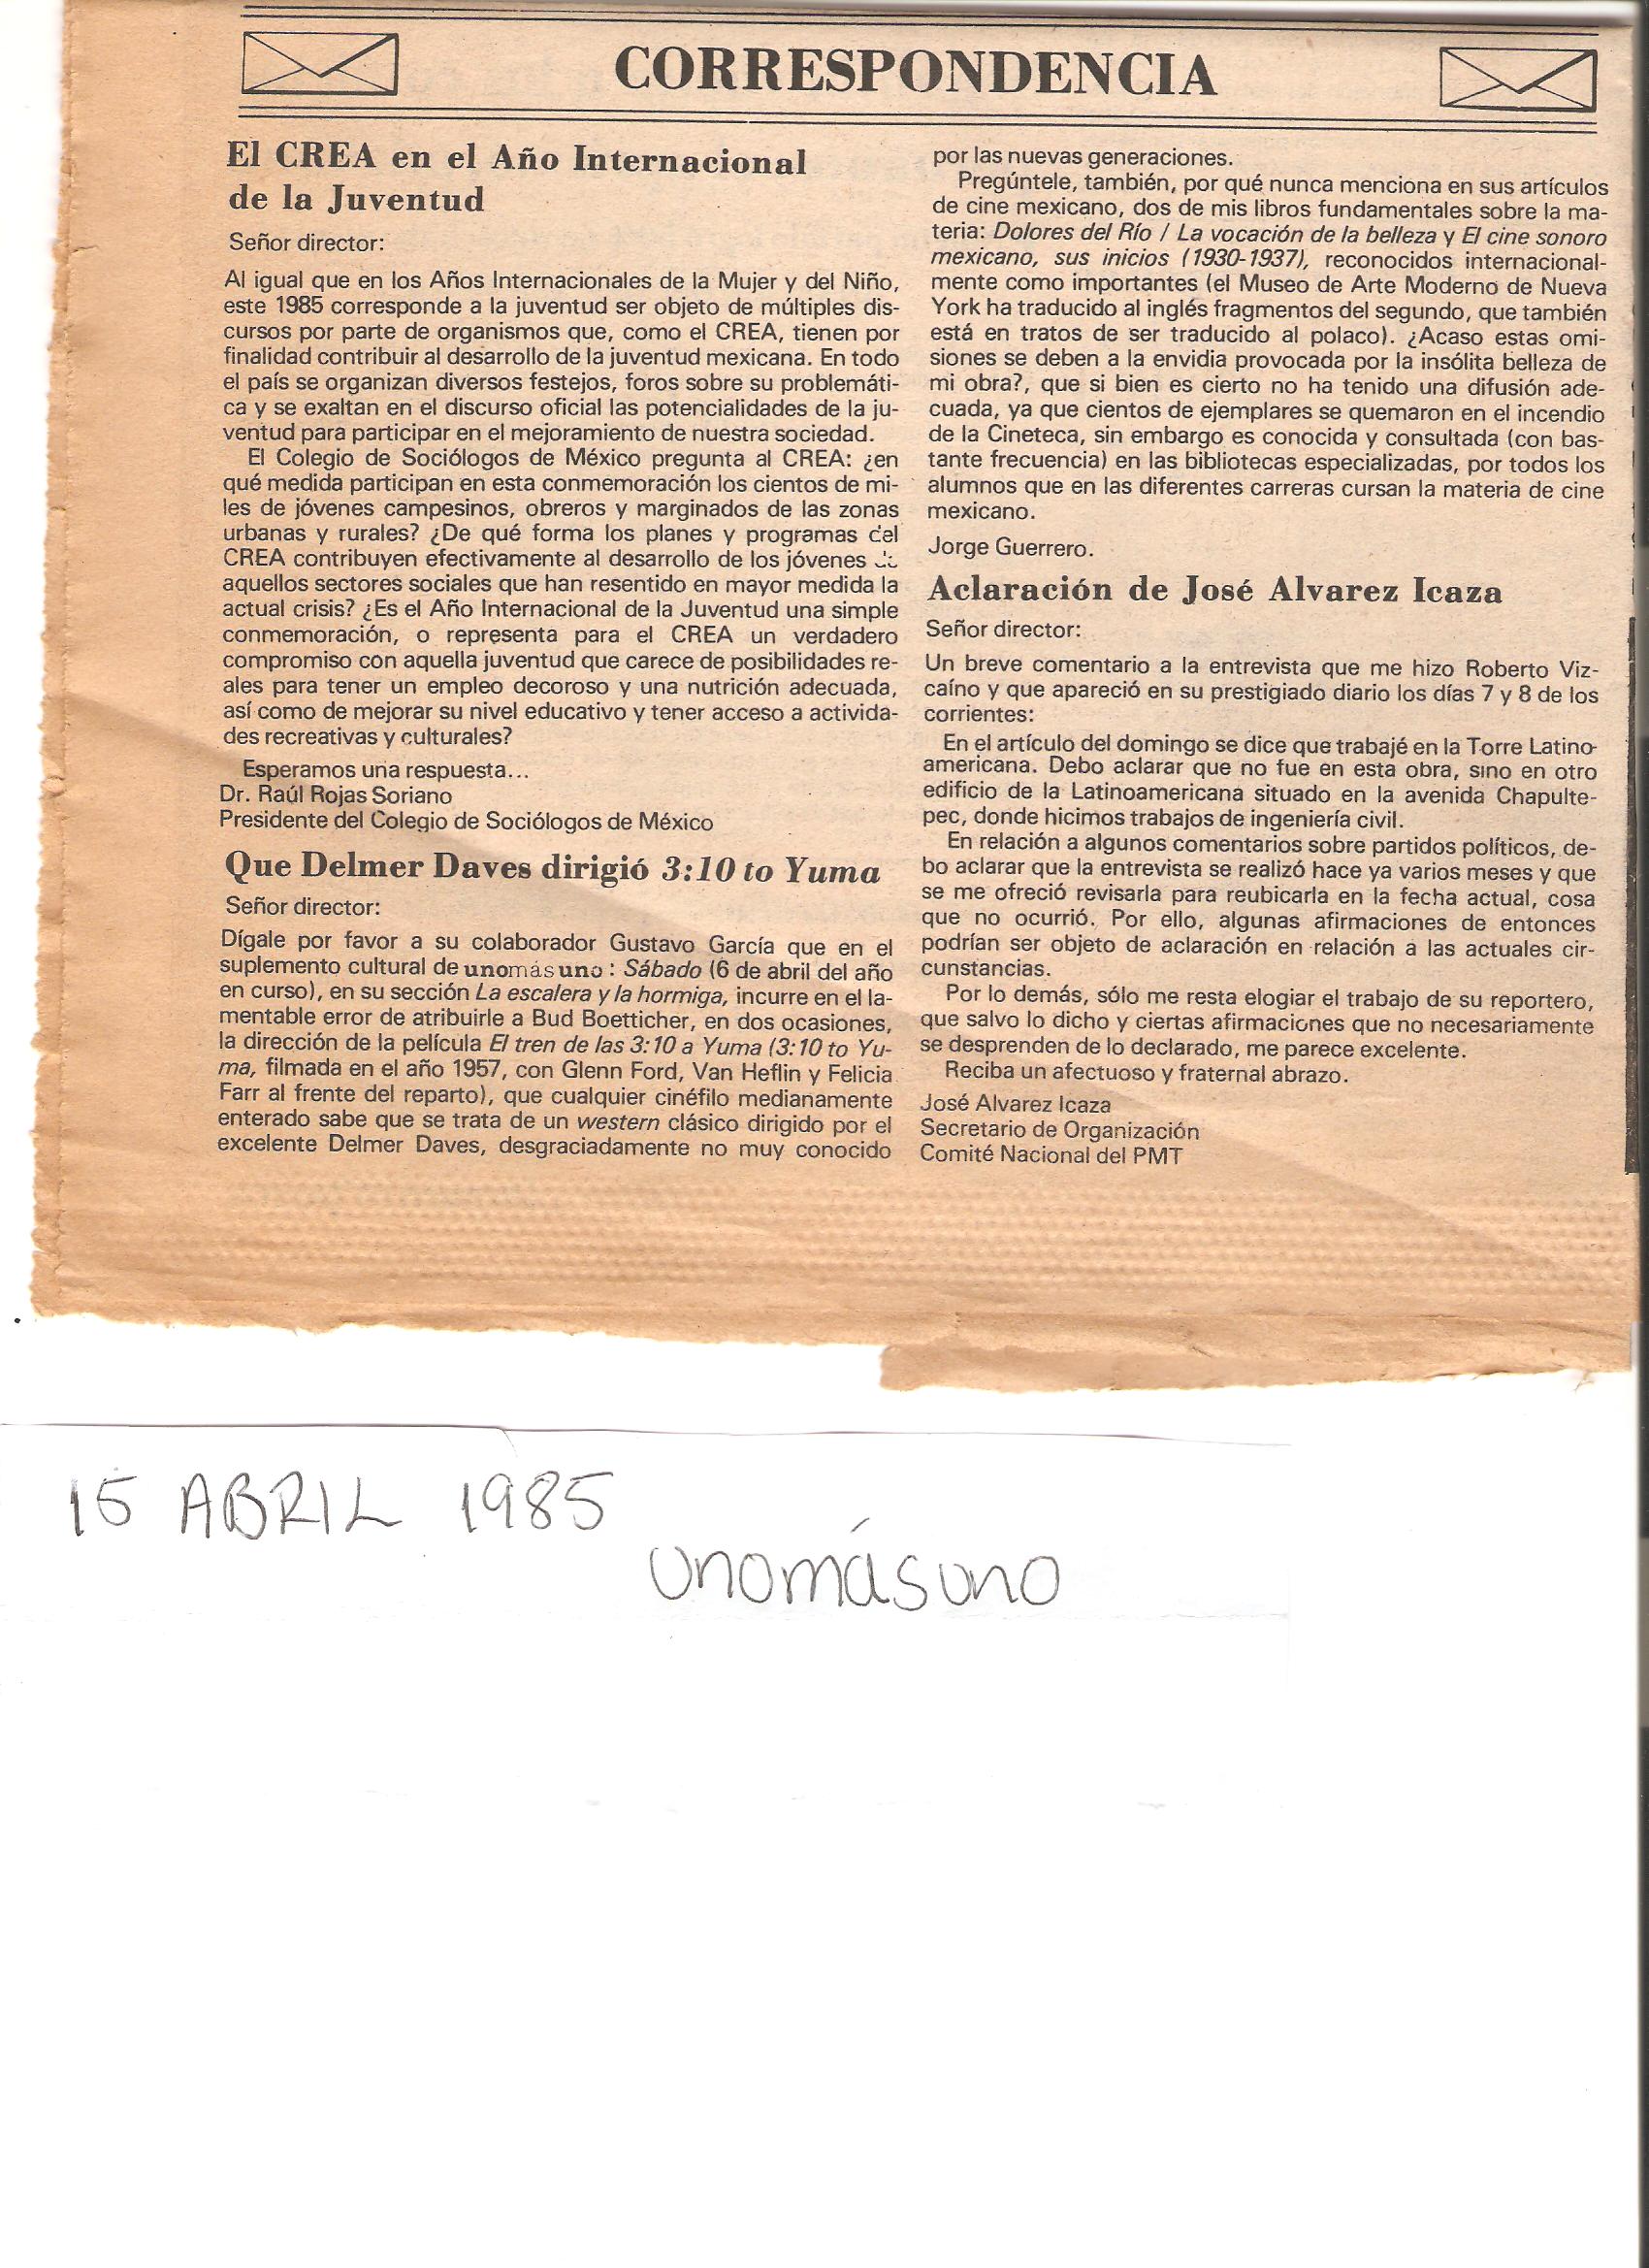 CORRESPONDENCIA
El CREA en el Año Internacional
de la Juventud
Señor director:
Al igual que en los Años Internacionales de la Mujer y del Niño,
este 1985 corresponde a la juventud ser objeto de múltiples dis-
cursos por parte de organismos que, como el CREA, tienen por
finalidad contribuir al desarrollo de la juventud mexicana. En todo
el país se organizan diversos festejos, foros sobre su problemáti-
ca y se exaltan en el discurso oficial las potencialidades de la ju-
ventud para participar en el mejoramiento de nuestra sociedad.
El Colegio de Sociólogos de México pregunta al CREA: ¿en
qué medida participan en esta conmemoración los cientos de mi-
les de jóvenes campesinos, obreros y marginados de las zonas
urbanas y rurales? ¿De qué forma los planes y programas del
CREA contribuyen efectivamente al desarrollo de los jóvenes
aquellos sectores sociales que han resentido en mayor medida la
actual crisis? ¿Es el Año Internacional de la Juventud una simple
conmemoración, o representa para el CREA un verdadero
compromiso con aquella juventud que carece de posibilidades re-
ales para tener un empleo decoroso y una nutrición adecuada,
así como de mejorar su nivel educativo y tener acceso a activida-
des recreativas y culturales?
Esperamos una respuesta...
Dr. Raúl Rojas Soriano
Presidente del Colegio de Sociólogos de México
Que Delmer Daves dirigió 3:10 to Yuma
Señor director:
Dígale por favor a su colaborador Gustavo García que en el
suplemento cultural de unomásuno: Sábado (6 de abril del año
en curso), en su sección La escalera y la hormiga, incurre en el la-
mentable error de atribuirle a Bud Boetticher, en dos ocasiones,
la dirección de la película El tren de las 3:10 a Yuma (3:10 to Yu-
ma, filmada en el año 1957, con Glenn Ford, Van Heflin y Felicia
Farr al frente del reparto), que cualquier cinéfilo medianamente
enterado sabe que se trata de un western clásico dirigido por el
excelente Delmer Daves, desgraciadamente no muy conocido
por las nuevas generaciones.
Pregúntele, también, por qué nunca menciona en sus artículos
de cine mexicano, dos de mis libros fundamentales sobre la ma-
teria: Dolores del Río / La vocación de la belleza y El cine sonoro
mexicano, sus inicios (1930-1937), reconocidos internacional-
mente como importantes (el Museo de Arte Moderno de Nueva
York ha traducido al inglés fragmentos del segundo, que también
está en tratos de ser traducido al polaco). ¿Acaso estas omi-
siones se deben a la envidia provocada por la insólita belleza de
mi obra?, que si bien es cierto no ha tenido una difusión ade-
cuada, ya que cientos de ejemplares se quemaron en el incendio
de la Cineteca, sin embargo es conocida y consultada (con bas-
tante frecuencia) en las bibliotecas especializadas, por todos los
alumnos que en las diferentes carreras cursan la materia de cine
mexicano.
Jorge Guerrero.
Aclaración de José Alvarez Icaza
Señor director:
Un breve comentario a la entrevista que me hizo Roberto Viz-
caíno y que apareció en su prestigiado diario los días 7 y 8 de los
corrientes:
En el artículo del domingo se dice que trabajé en la Torre Latino-
americana. Debo aclarar que no fue en esta obra, sino en otro
edificio de la Latinoamericana situado en la avenida Chapulte-
pec, donde hicimos trabajos de ingeniería civil.
En relación a algunos comentarios sobre partidos políticos, de-
bo aclarar que la entrevista se realizó hace ya varios meses y que
se me ofreció revisarla para reubicarla en la fecha actual, cosa
que no ocurrió. Por ello, algunas afirmaciones de entonces
podrían ser objeto de aclaración en relación a las actuales cir-
cunstancias.
Por lo demás, sólo me resta elogiar el trabajo de su reportero,
que salvo lo dicho y ciertas afirmaciones que no necesariamente
se desprenden de lo declarado, me parece excelente.
Reciba un afectuoso y fraternal abrazo.
José Alvarez Icaza
Secretario de Organización
Comité Nacional del PMT
15 ABRIL 1985
unomásuno